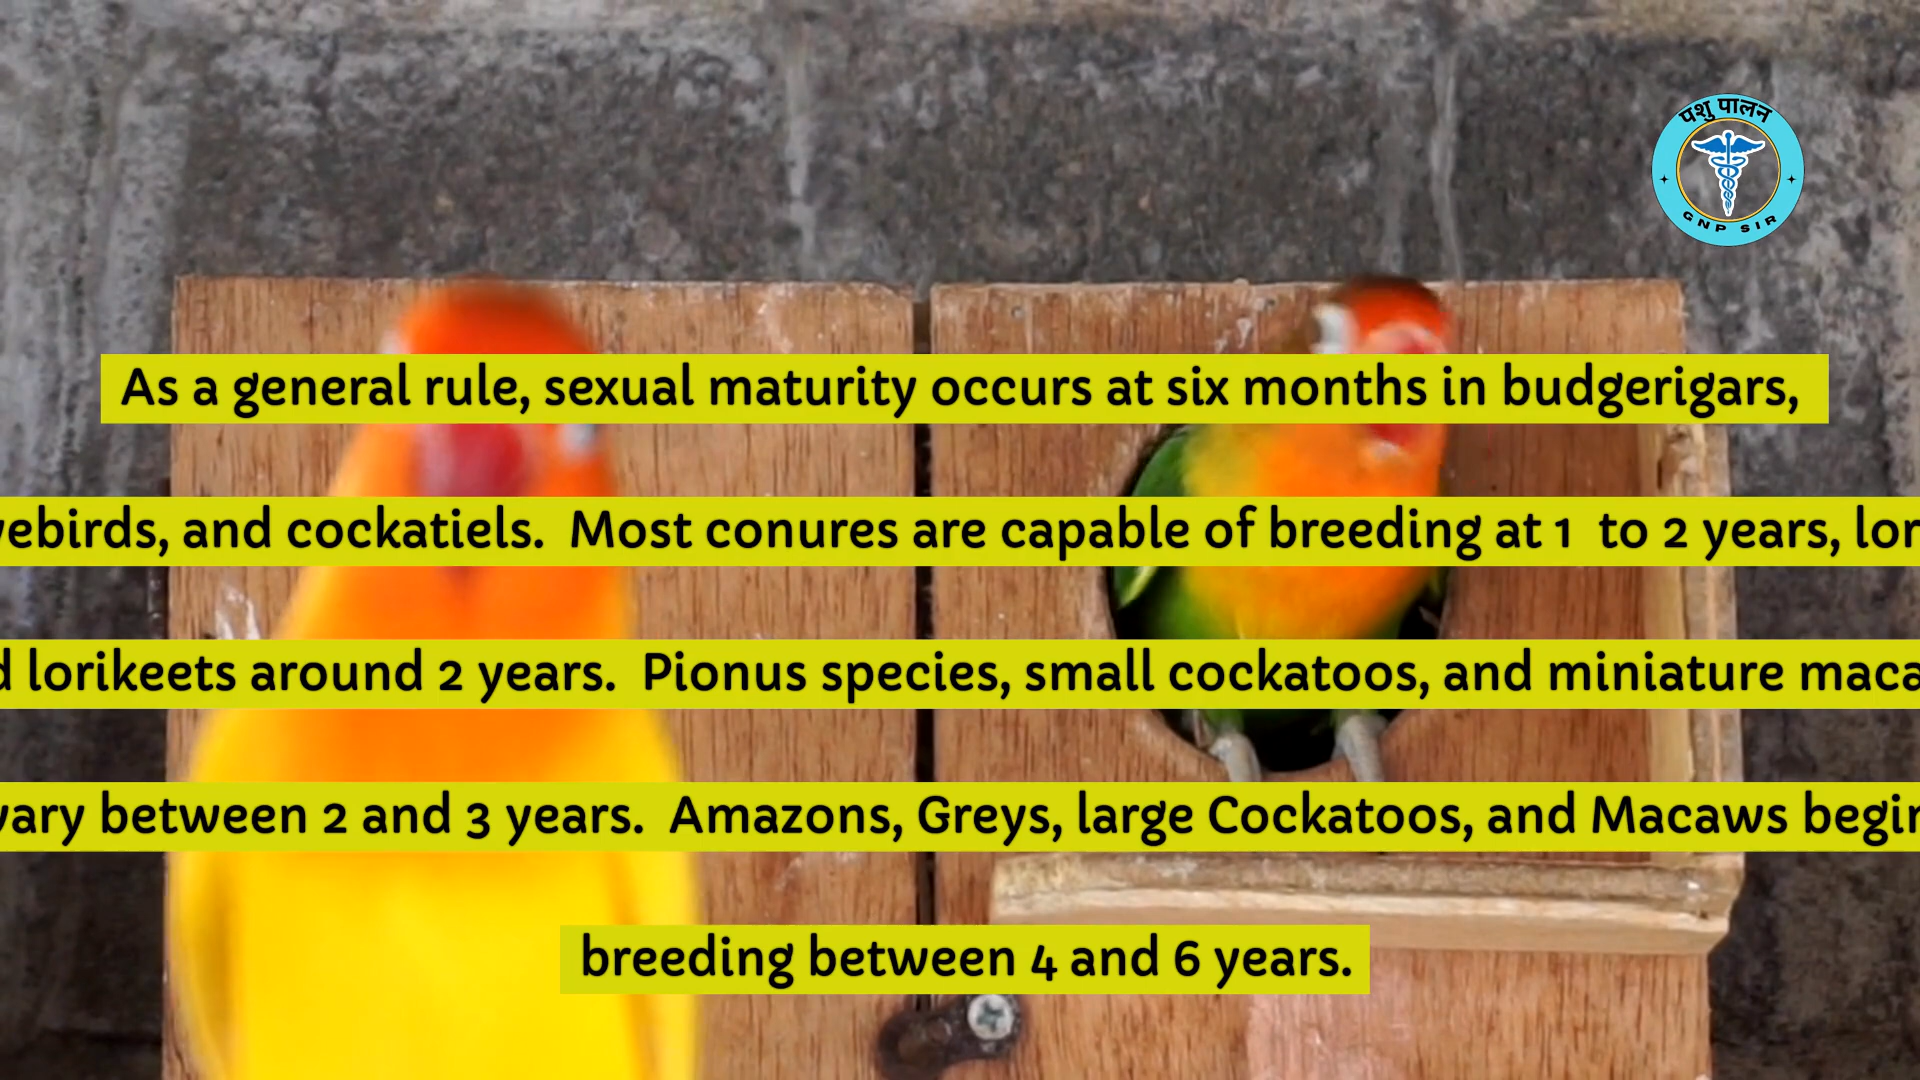 पशु पालन
GNP SIR
As a general rule, sexual maturity occurs at six months in budgerigars,
vebirds, and cockatiels. Most conures are capable of breeding at 1 to 2 years, lor
d lorikeets around 2 years. Pionus species, small cockatoos, and miniature maca
vary between 2 and 3 years. Amazons, Greys, large Cockatoos, and Macaws begin
breeding between 4 and 6 years.